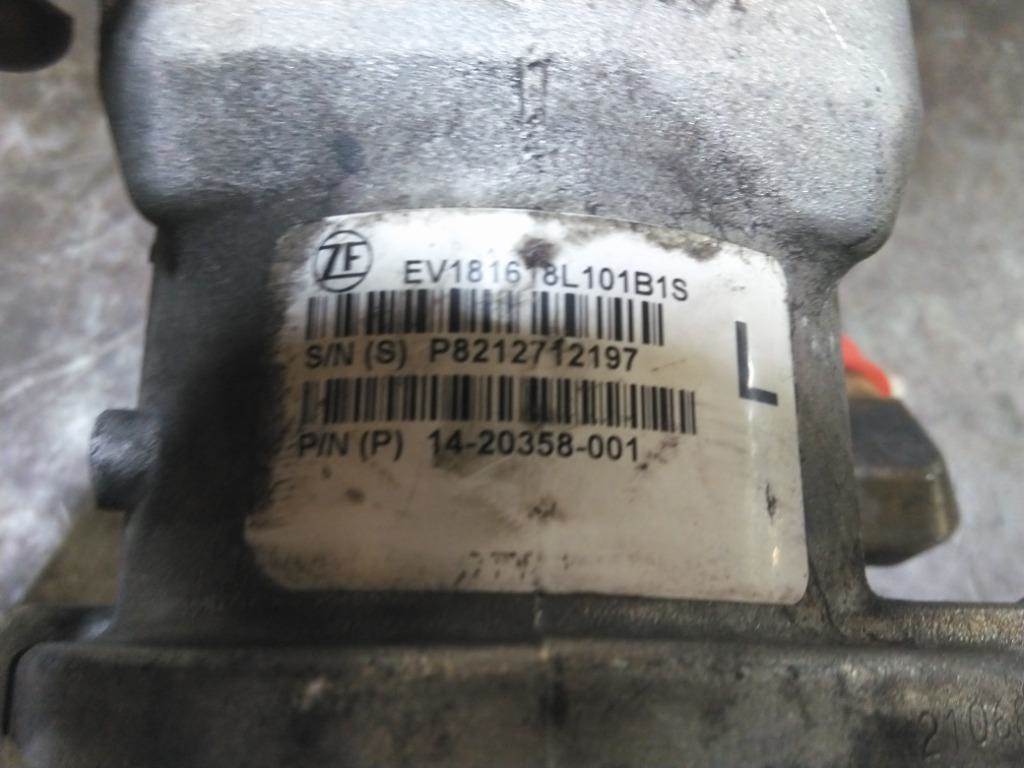 ZF
EV181618L101B1S
S/N (S) P8212712197
L
P/N (P) 14-20358-001